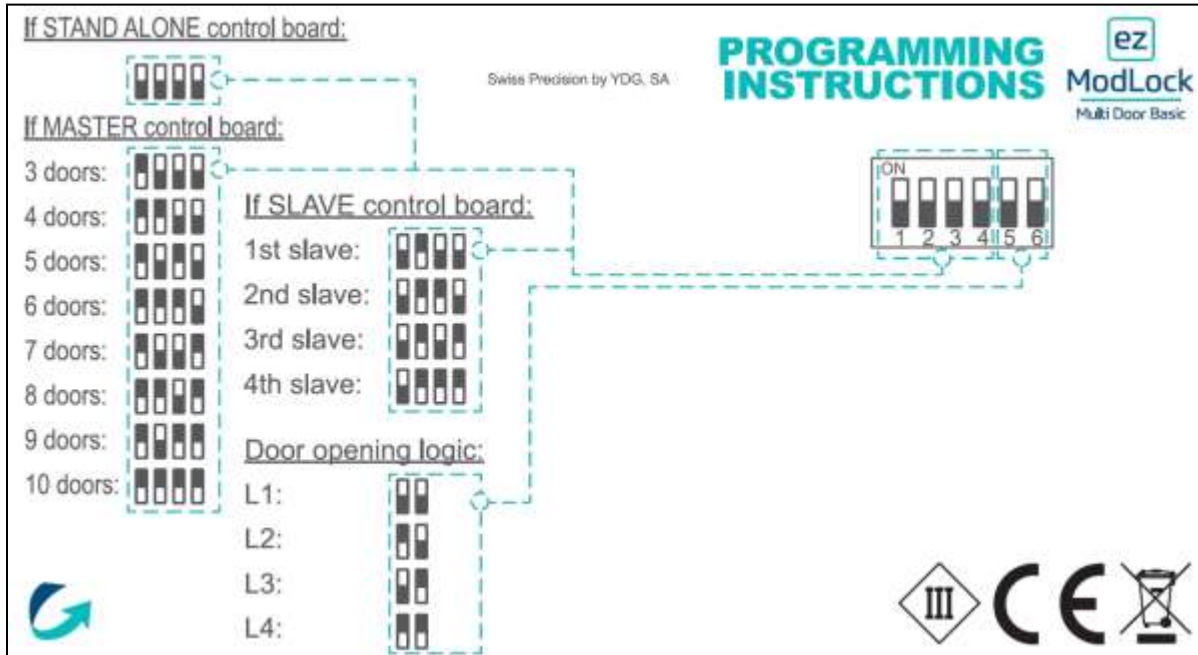 If STAND ALONE control board:
Swiss Precision by YDG, SA
PROGRAMMING
INSTRUCTIONS
ez
ModLock
Multi Door Basic
If MASTER control board:
3 doors:
4 doors:
5 doors:
6 doors:
7 doors:
8 doors:
9 doors:
10 doors:
If SLAVE control board:
1st slave:
2nd slave:
3rd slave:
4th slave:
Door opening logic:
L1:
L2:
L3:
L4:
ON
1 2 3 4 5 6
III
CE